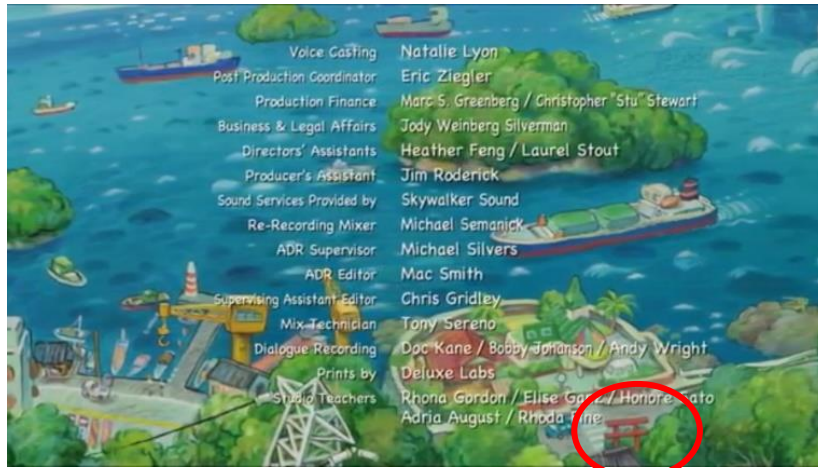 Voice Casting Natalie Lyon
Post Production Coordinator Eric Ziegler
Production Finance Marc S. Greenberg / Christopher "Stu" Stewart
Business & Legal Affairs Jody Weinberg Silverman
Directors' Assistants Heather Feng / Laurel Stout
Producer's Assistant Jim Roderick
Sound Services Provided by Skywalker Sound
Re-Recording Mixer Michael Semanick
ADR Supervisor Michael Silvers
ADR Editor Mac Smith
Supervising Assistant Editor Chris Gridley
Mix Technician Tony Sereno
Dialogue Recording Doc Kane / Bobby Johanson / Andy Wright
Prints by Deluxe Labs
Studio Teachers Rhona Gordon / Elise Ganz / Honore Sato
Adria August / Rhoda Fine